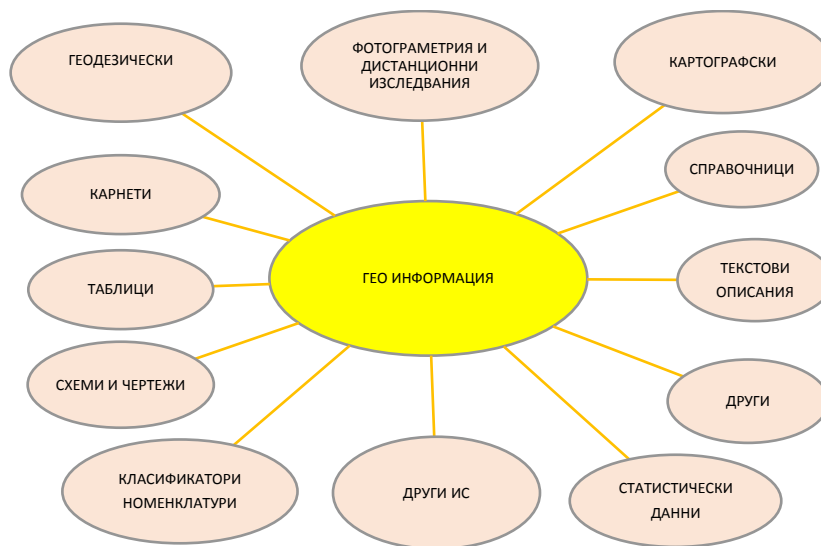 ГЕОДЕЗИЧЕСКИ
ФОТОГРАМЕТРИЯ И
ДИСТАНЦИОННИ
ИЗСЛЕДВАНИЯ
КАРТОГРАФСКИ
КАРНЕТИ
СПРАВОЧНИЦИ
ТАБЛИЦИ
ГЕО ИНФОРМАЦИЯ
ТЕКСТОВИ
ОПИСАНИЯ
СХЕМИ И ЧЕРТЕЖИ
ДРУГИ
КЛАСИФИКАТОРИ
НОМЕНКЛАТУРИ
ДРУГИ ИС
СТАТИСТИЧЕСКИ
ДАННИ